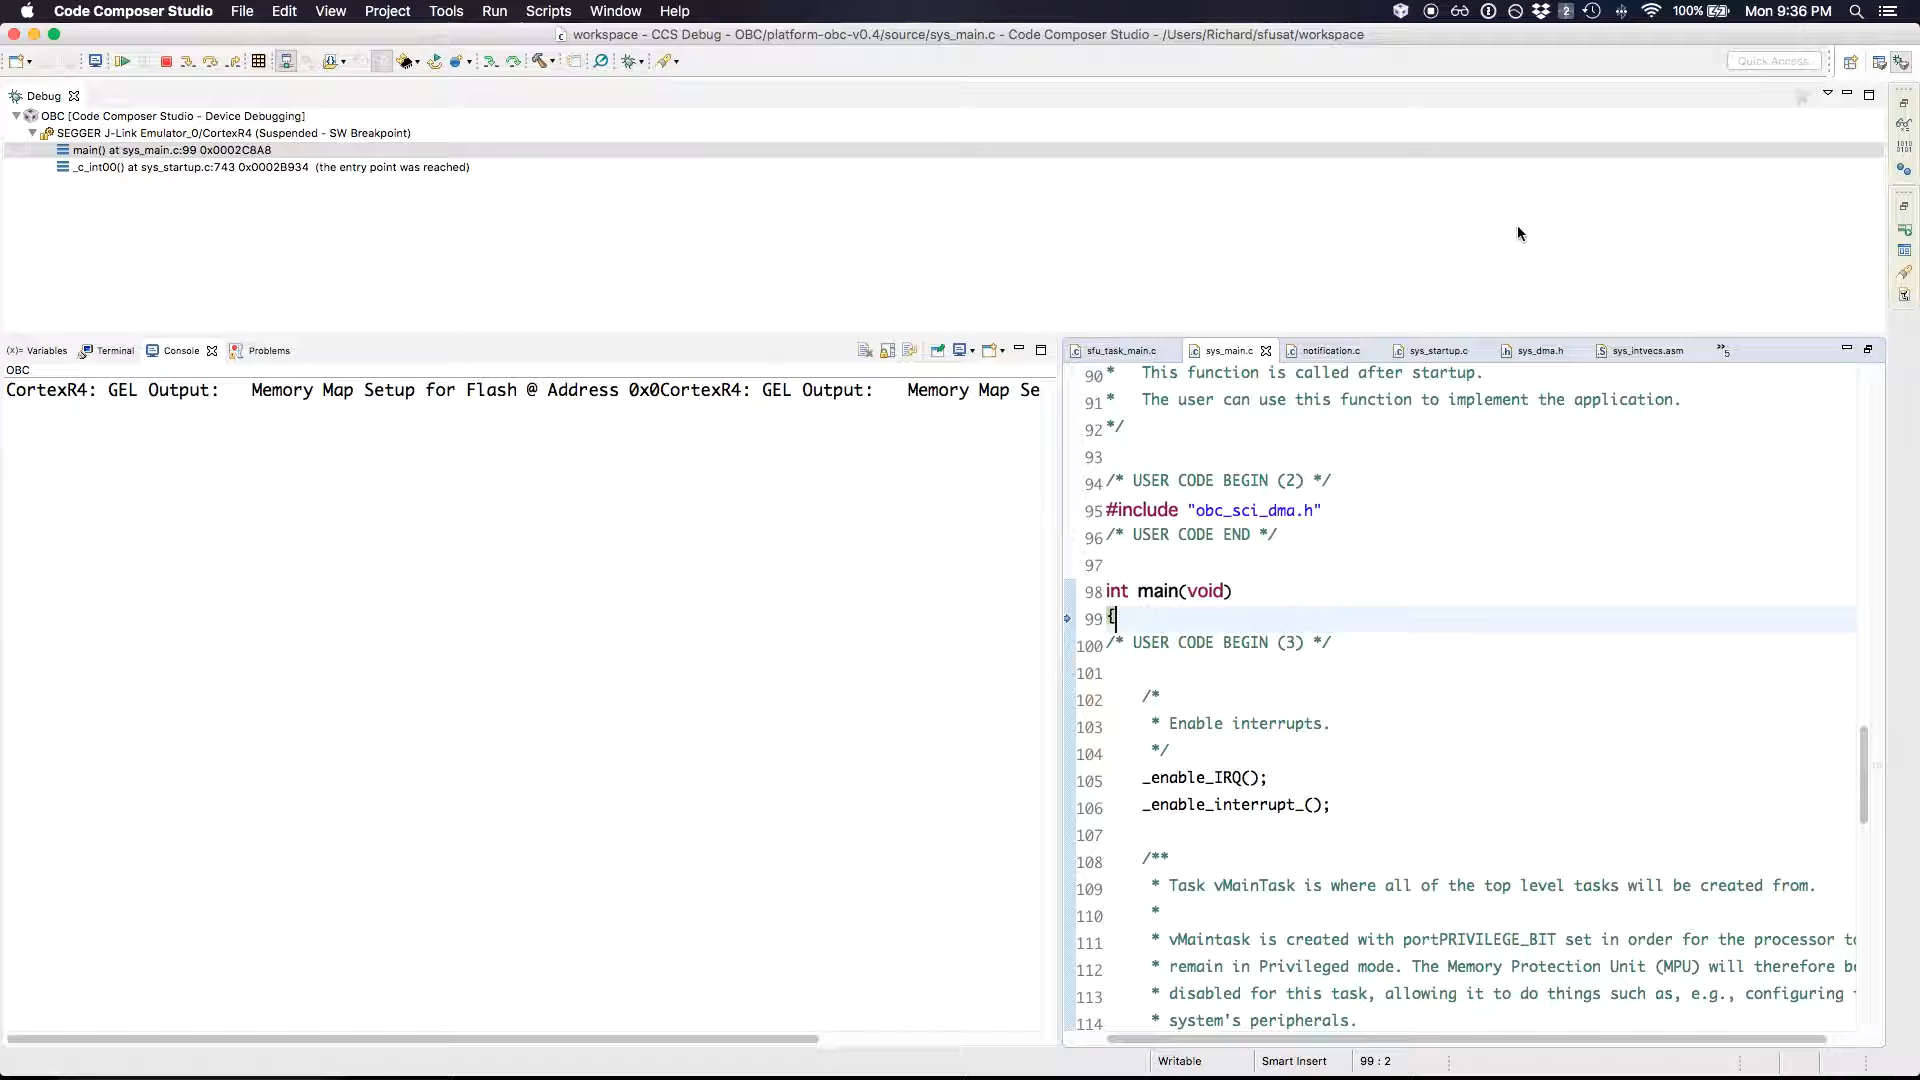 Code Composer Studio File Edit View Project Tools Run Scripts Window Help 2 100% Mon 9:36 PM
workspace - CCS Debug - OBC/platform-obc-v0.4/source/sys_main.c - Code Composer Studio - /Users/Richard/sfusat/workspace
Quick Access
Debug
OBC [Code Composer Studio - Device Debugging]
SEGGER J-Link Emulator_0/CortexR4 (Suspended - SW Breakpoint)
main() at sys_main.c:99 0x0002C8A8
_c_int00() at sys_startup.c:743 0x0002B934 (the entry point was reached)
(x)= Variables Terminal Console Problems
OBC
CortexR4: GEL Output: Memory Map Setup for Flash @ Address 0x0CortexR4: GEL Output: Memory Map Se
sfu_task_main.c sys_main.c notification.c sys_startup.c sys_dma.h sys_intvecs.asm »5
90 * This function is called after startup.
91 * The user can use this function to implement the application.
92 */
93
94 /* USER CODE BEGIN (2) */
95 #include "obc_sci_dma.h"
96 /* USER CODE END */
97
98 int main(void)
99 {
100 /* USER CODE BEGIN (3) */
101
102 /*
103 * Enable interrupts.
104 */
105 _enable_IRQ();
106 _enable_interrupt_();
107
108 /**
109 * Task vMainTask is where all of the top level tasks will be created from.
110 *
111 * vMaintask is created with portPRIVILEGE_BIT set in order for the processor to
112 * remain in Privileged mode. The Memory Protection Unit (MPU) will therefore be
113 * disabled for this task, allowing it to do things such as, e.g., configuring
114 * system's peripherals.
Writable Smart Insert 99 : 2